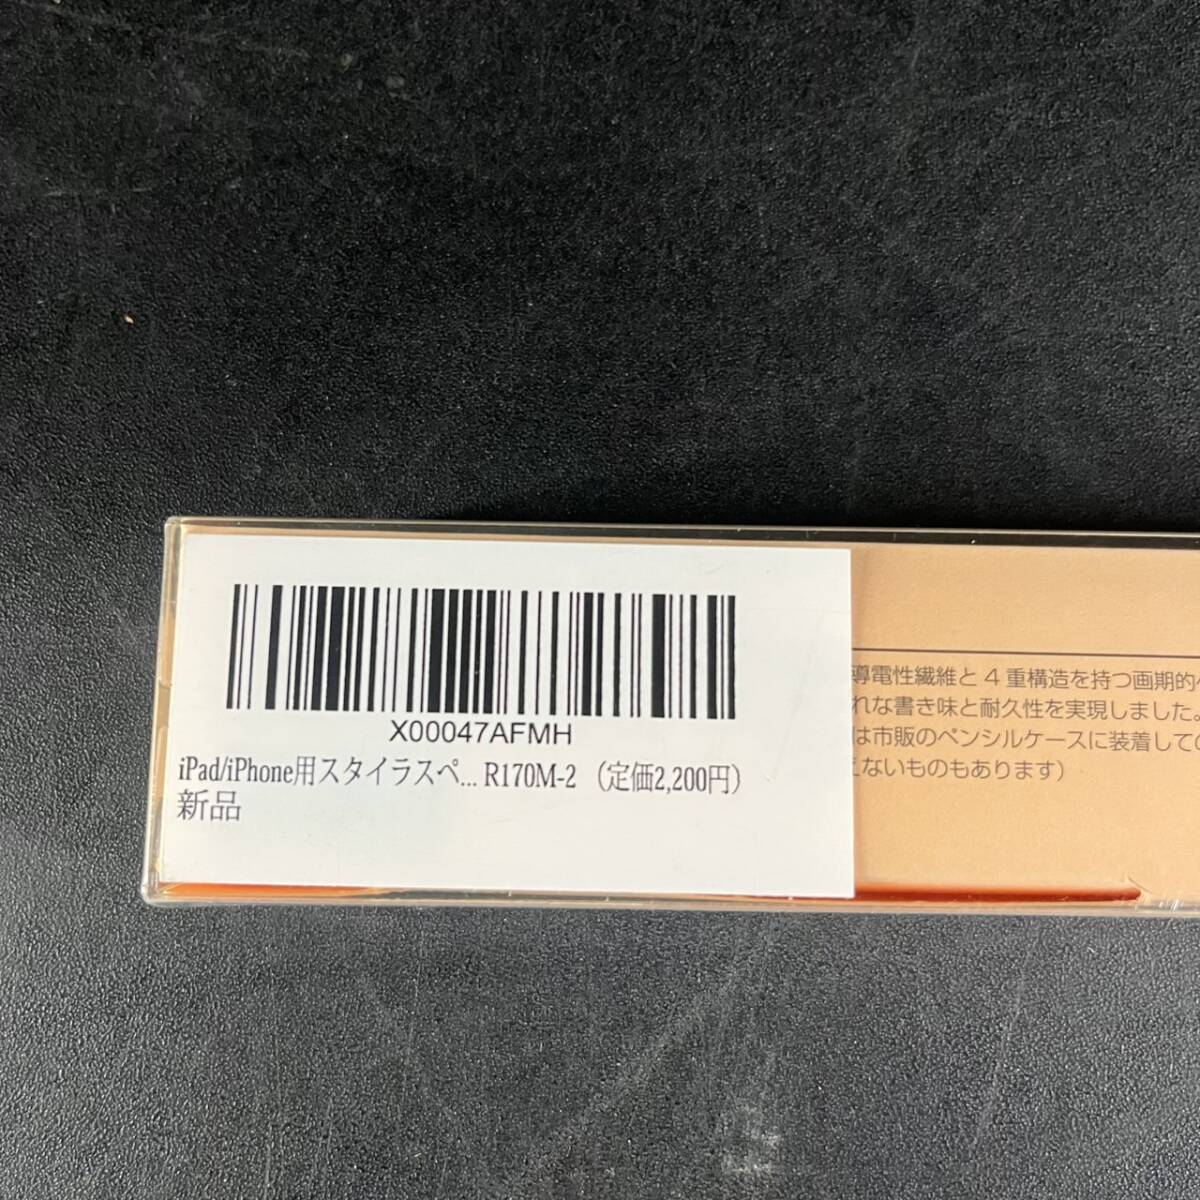 X00047AFMH
iPad/iPhone用スタイラスペ... R170M-2 （定価2,200円）
新品
導電性繊維と4重構造を持つ画期的
れな書き味と耐久性を実現しました。
は市販のペンシルケースに装着しての
えないものもあります）